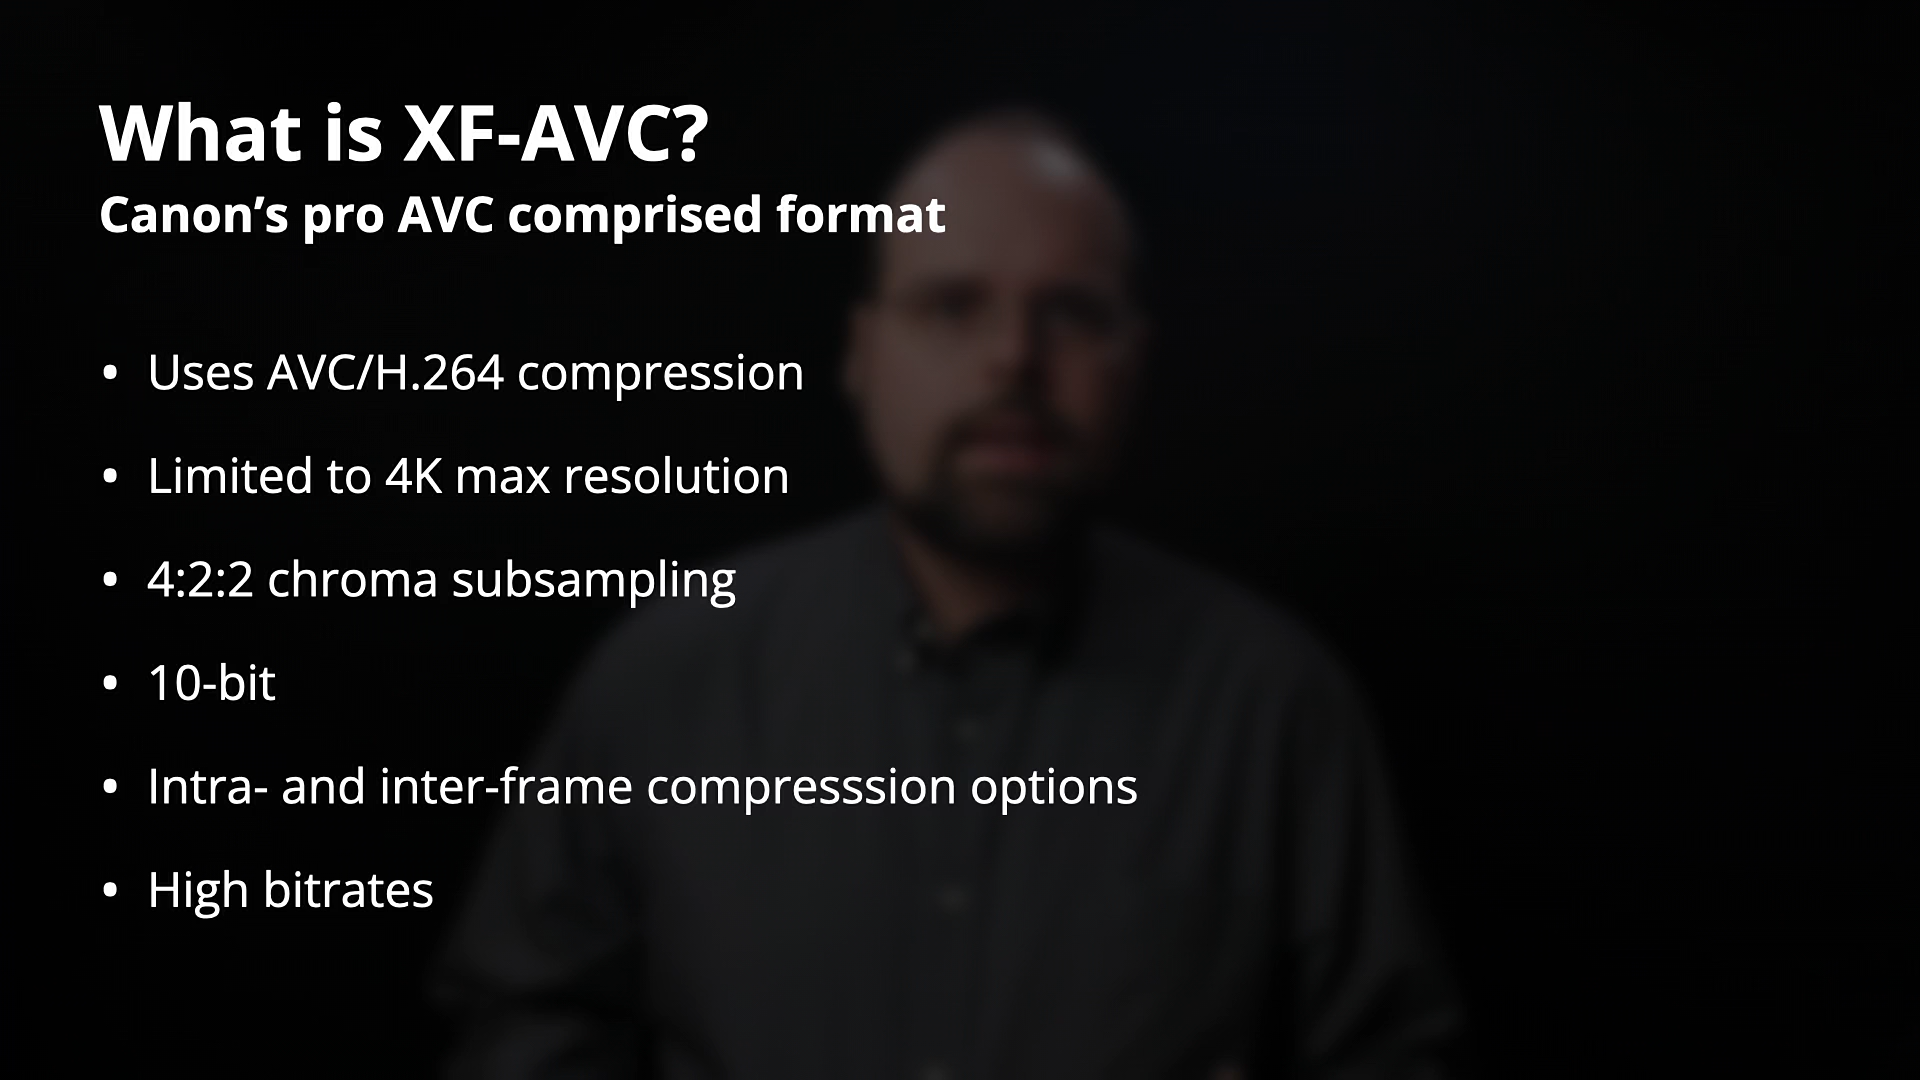 What is XF-AVC?
Canon’s pro AVC comprised format
• Uses AVC/H.264 compression
• Limited to 4K max resolution
• 4:2:2 chroma subsampling
• 10-bit
• Intra- and inter-frame compresssion options
• High bitrates